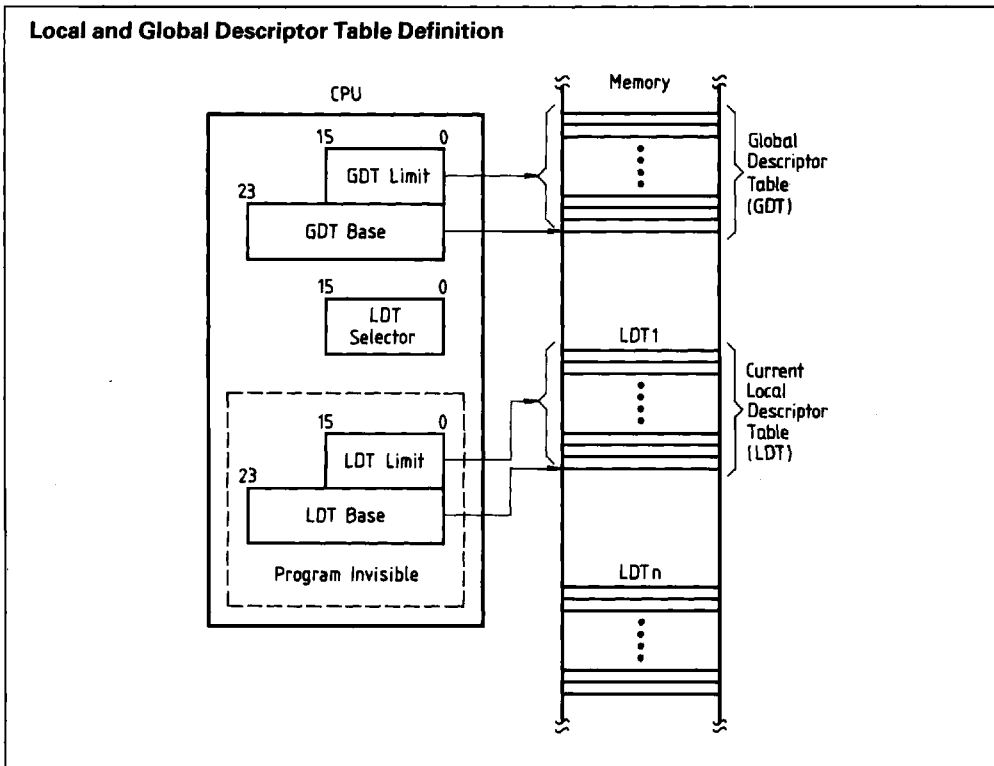 Local and Global Descriptor Table Definition
CPU
Memory
15 0
GDT Limit
23
GDT Base
Global
Descriptor
Table
(GDT)
15 0
LDT
Selector
LDT1
Current
Local
Descriptor
Table
(LDT)
15 0
LDT Limit
23
LDT Base
Program Invisible
LDTn